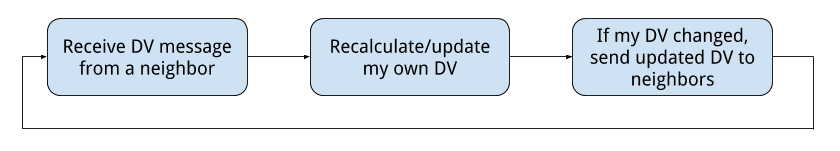 Receive DV message
from a neighbor
Recalculate/update
my own DV
If my DV changed,
send updated DV to
neighbors